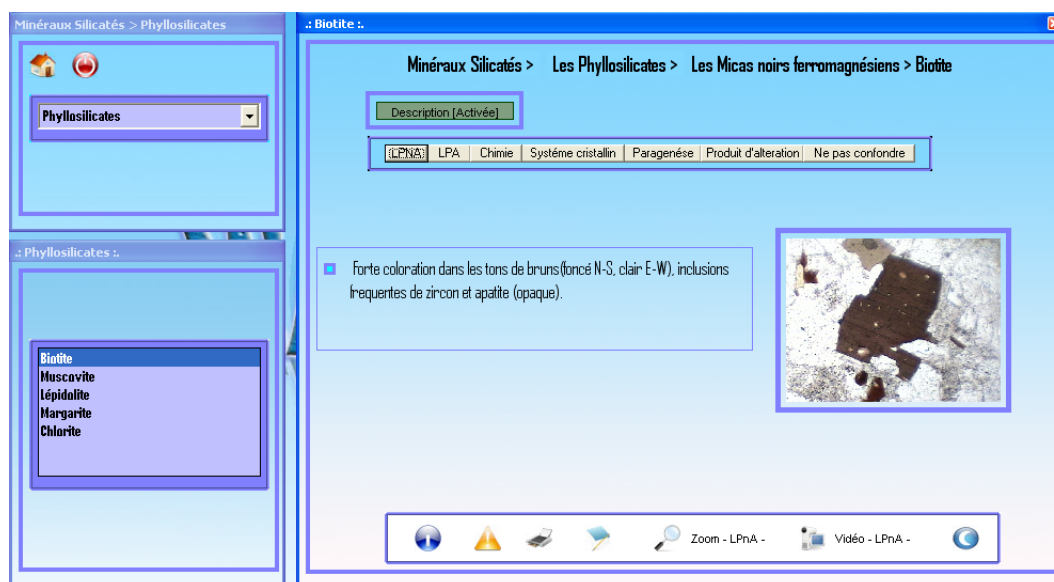 Minéraux Silicatés > Phyllosilicates
Phyllosilicates
.: Phyllosilicates :.
Biotite
Muscovite
Lépidolite
Margarite
Chlorite
.: Biotite :.
Minéraux Silicatés > Les Phyllosilicates > Les Micas noirs ferromagnésiens > Biotite
Description [Activée]
LPNA LPA Chimie Systéme cristallin Paragenése Produit d'alteration Ne pas confondre
Forte coloration dans les tons de bruns(foncé N-S, clair E-W), inclusions
frequentes de zircon et apatite (opaque).
Zoom - LPnA - Vidéo - LPnA -